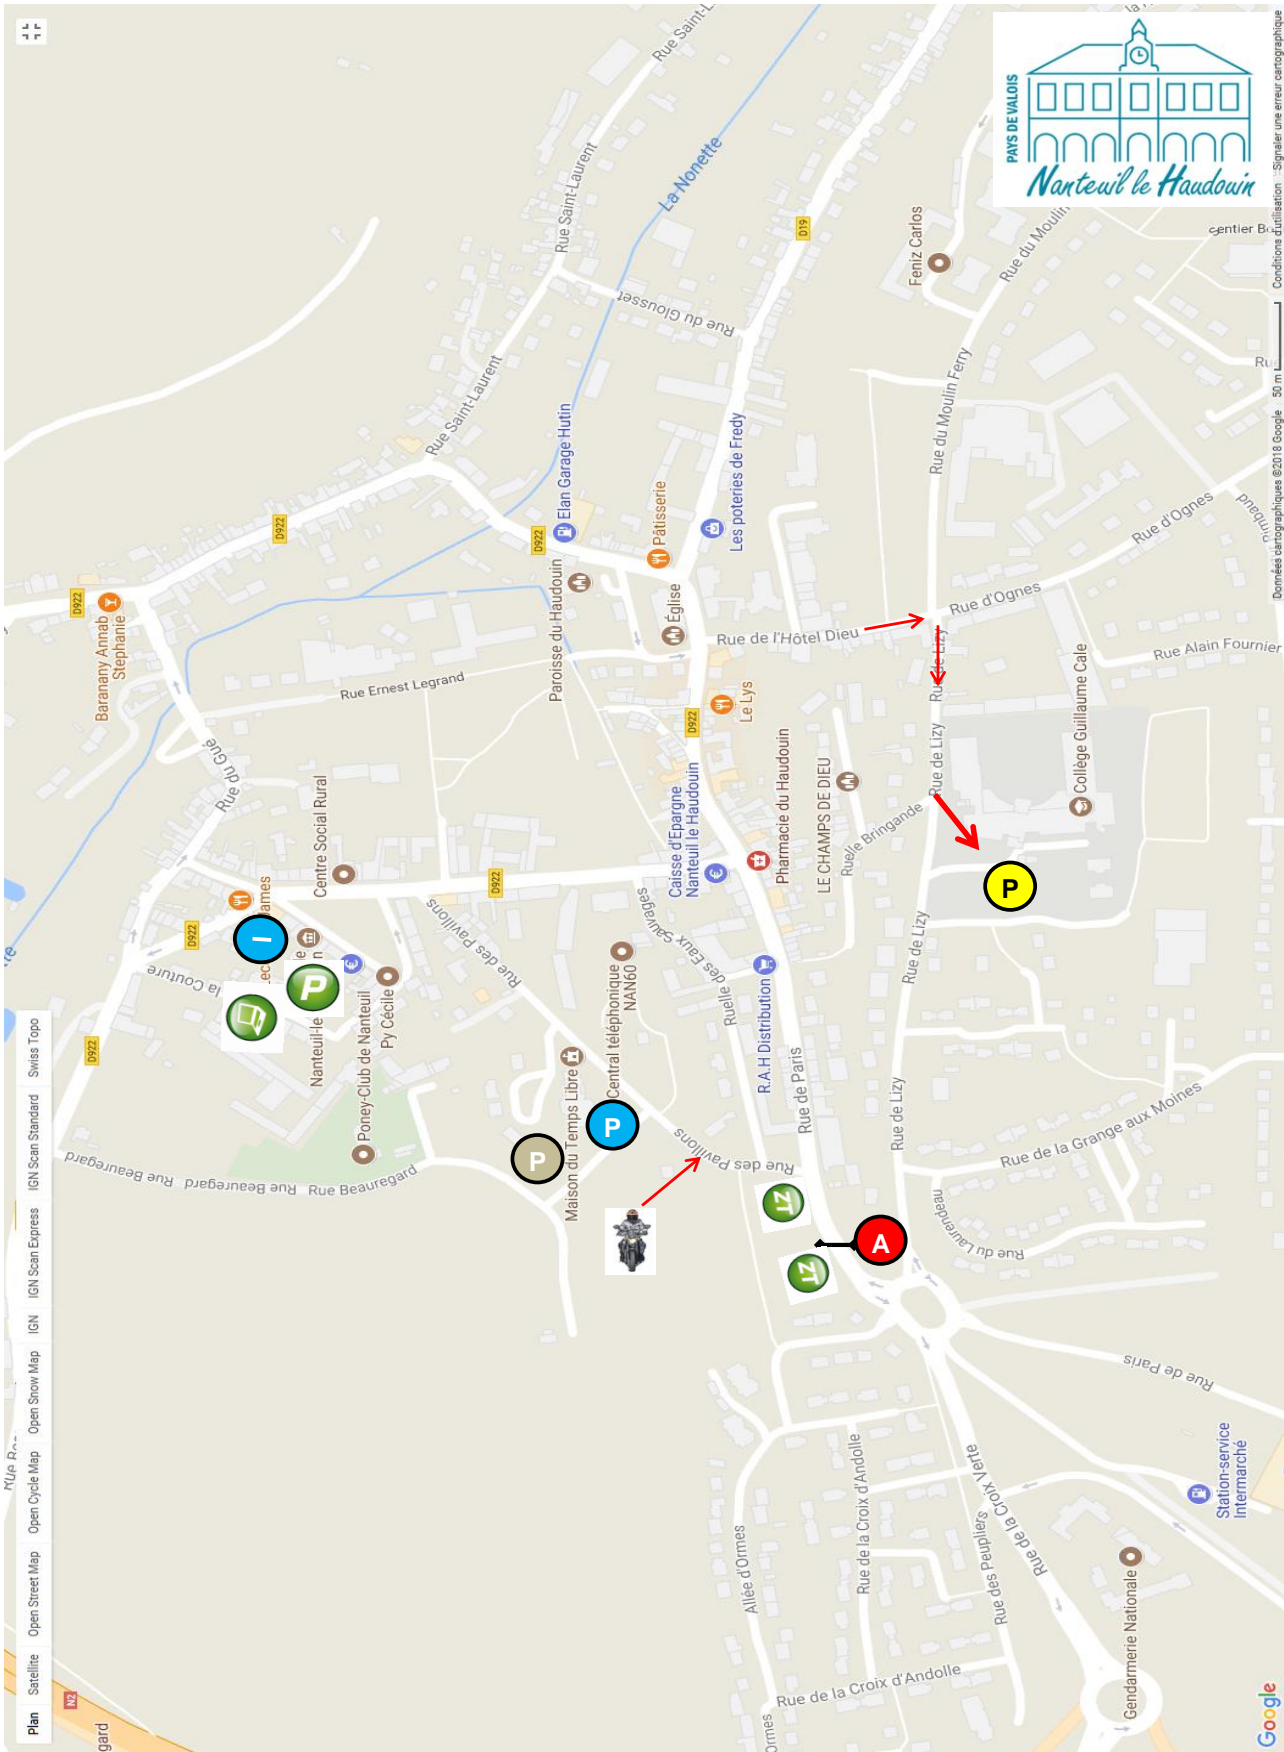 Plan
Satellite
Open Street Map
Open Cycle Map
Open Snow Map
IGN
IGN Scan Express
IGN Scan Standard
Swiss Topo
PAYS DE VALOIS
Nanteuil le Haudouin
N2
gard
D922
D922
D922
D922
D922
D922
D922
D19
Baranany Annab
Stephanie
Rue Saint-Laurent
Rue Saint-Laurent
Rue Saint-L
La Nonette
Rue du Glousset
Elan Garage Hutin
Pâtisserie
Les poteries de Fredy
Paroisse du Haudouin
Église
Rue de l'Hôtel Dieu
Rue Ernest Legrand
Rue du Gué
Centre Social Rural
Le Lys
Caisse d'Epargne
Nanteuil le Haudouin
Pharmacie du Haudouin
LE CHAMPS DE DIEU
Ruelle Bringande
Rue du Moulin Ferry
Rue du Moulin
Feniz Carlos
Rue d'Ognes
Rue d'Ognes
Rue Alain Fournier
Collège Guillaume Cale
Rue de Lizy
Rue de Lizy
Rue de Lizy
Rue de Lizy
P
I
P
P
P
Nanteuil-le
Py Cécile
Poney-Club de Nanteuil
Rue des Pavillons
Rue des Pavillons
Ruelle des Eaux Sauvages
Central téléphonique
NAN60
Maison du Temps Libre
R.A.H Distribution
Rue de Paris
Rue de Paris
Rue Beauregard
Rue Beauregard
Rue Beauregard
ZT
ZT
A
Rue de la Grange aux Moines
Rue du Laurendeau
Allée d'Ormes
Ormes
Rue de la Croix d'Andolle
Rue de la Croix d'Andolle
Rue des Peupliers
Rue de la Croix Verte
Gendarmerie Nationale
Station-service
Intermarché
Google
Données cartographiques ©2018 Google
50 m
Conditions d'utilisation
Signaler une erreur cartographique